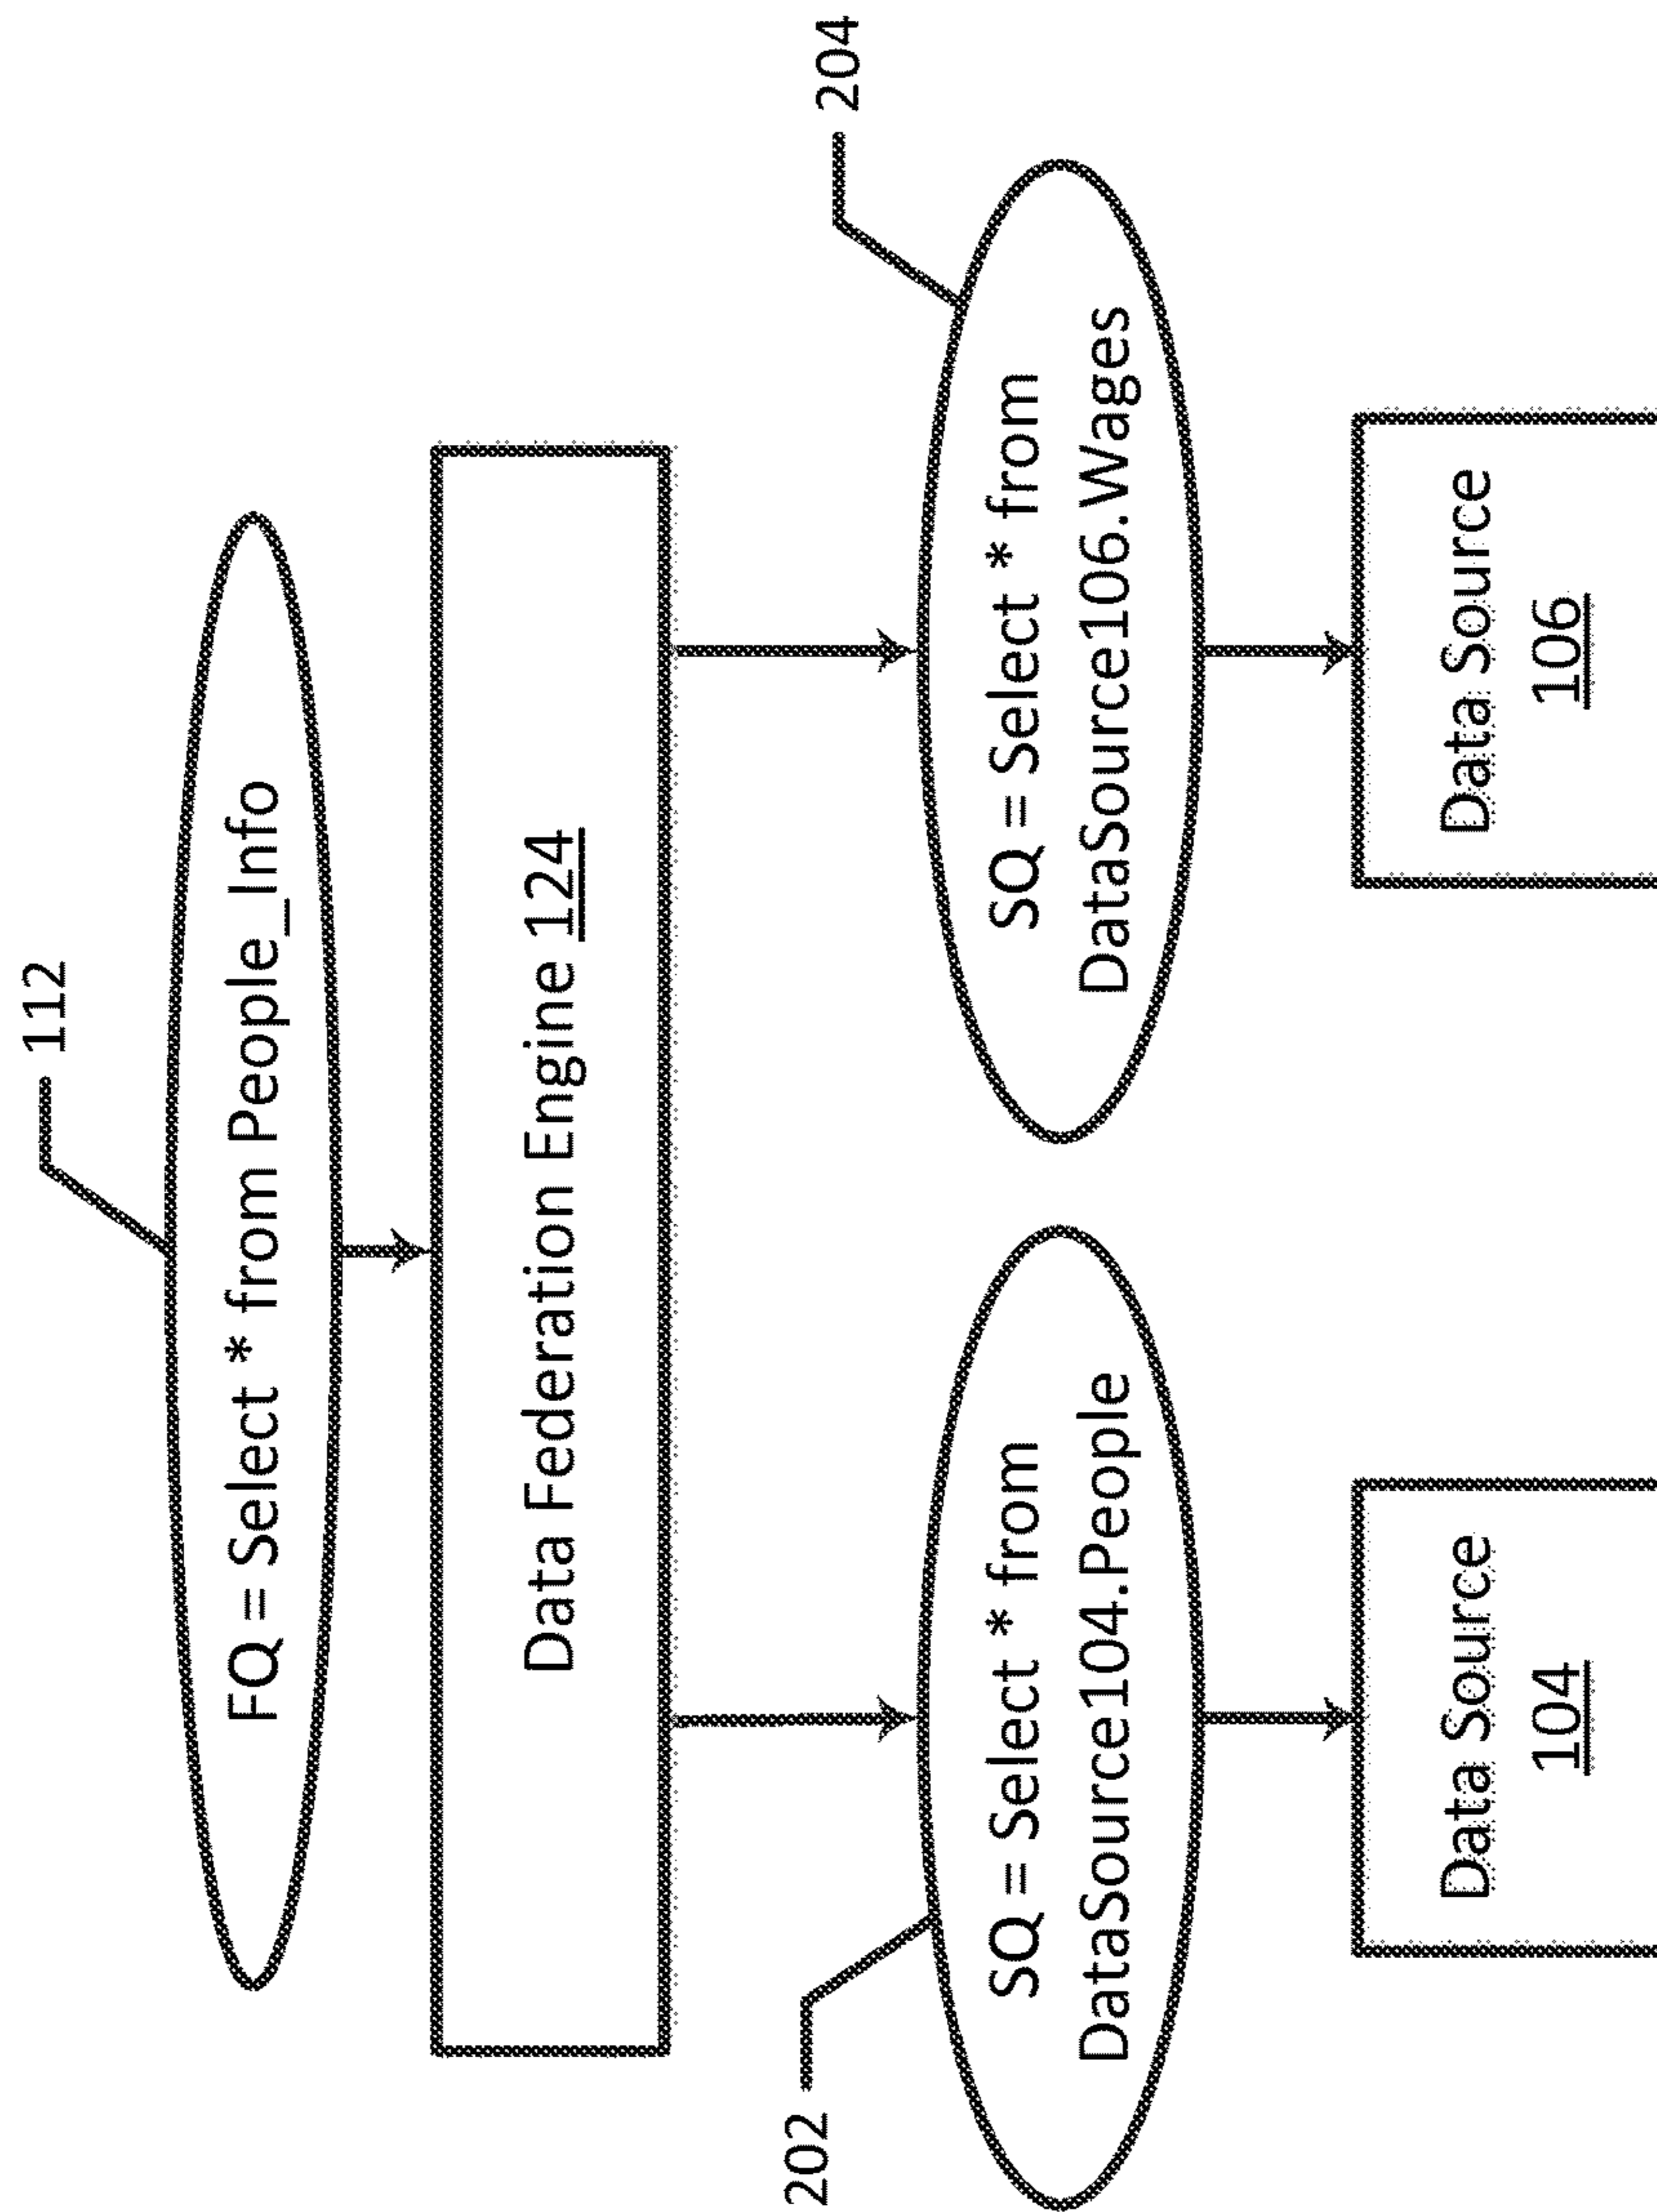 112
FQ = Select * from People_Info
Data Federation Engine 124
202
SQ = Select * from
DataSource104.People
204
SQ = Select * from
DataSource106.Wages
Data Source
104
Data Source
106